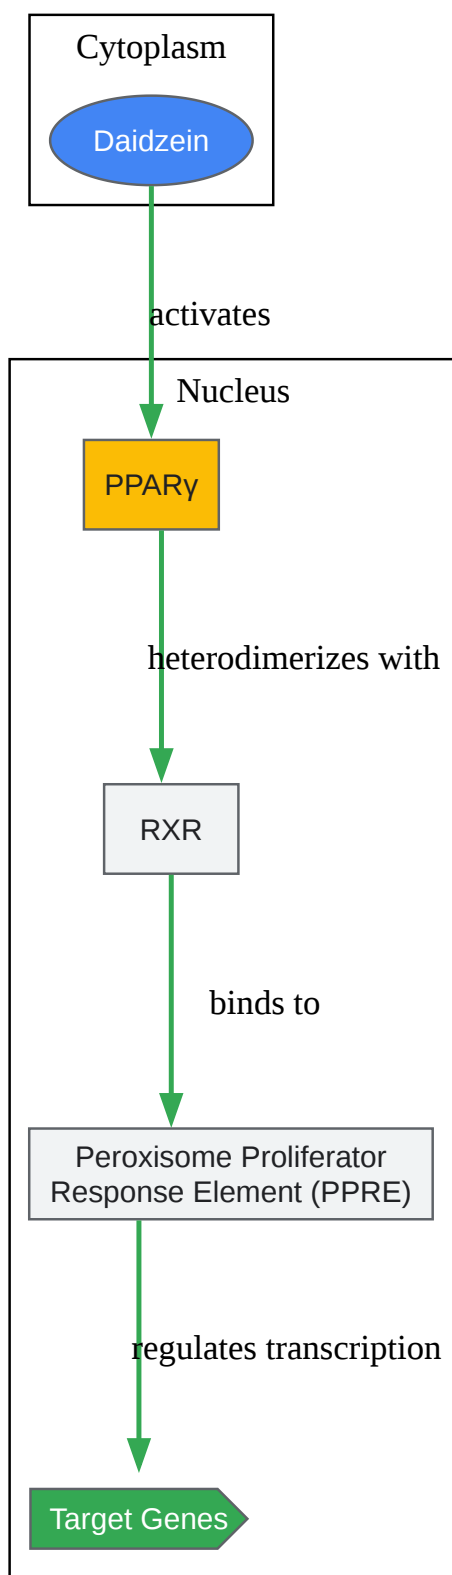 Cytoplasm
Daidzein
activates
Nucleus
PPARγ
heterodimerizes with
RXR
binds to
Peroxisome Proliferator
Response Element (PPRE)
regulates transcription
Target Genes